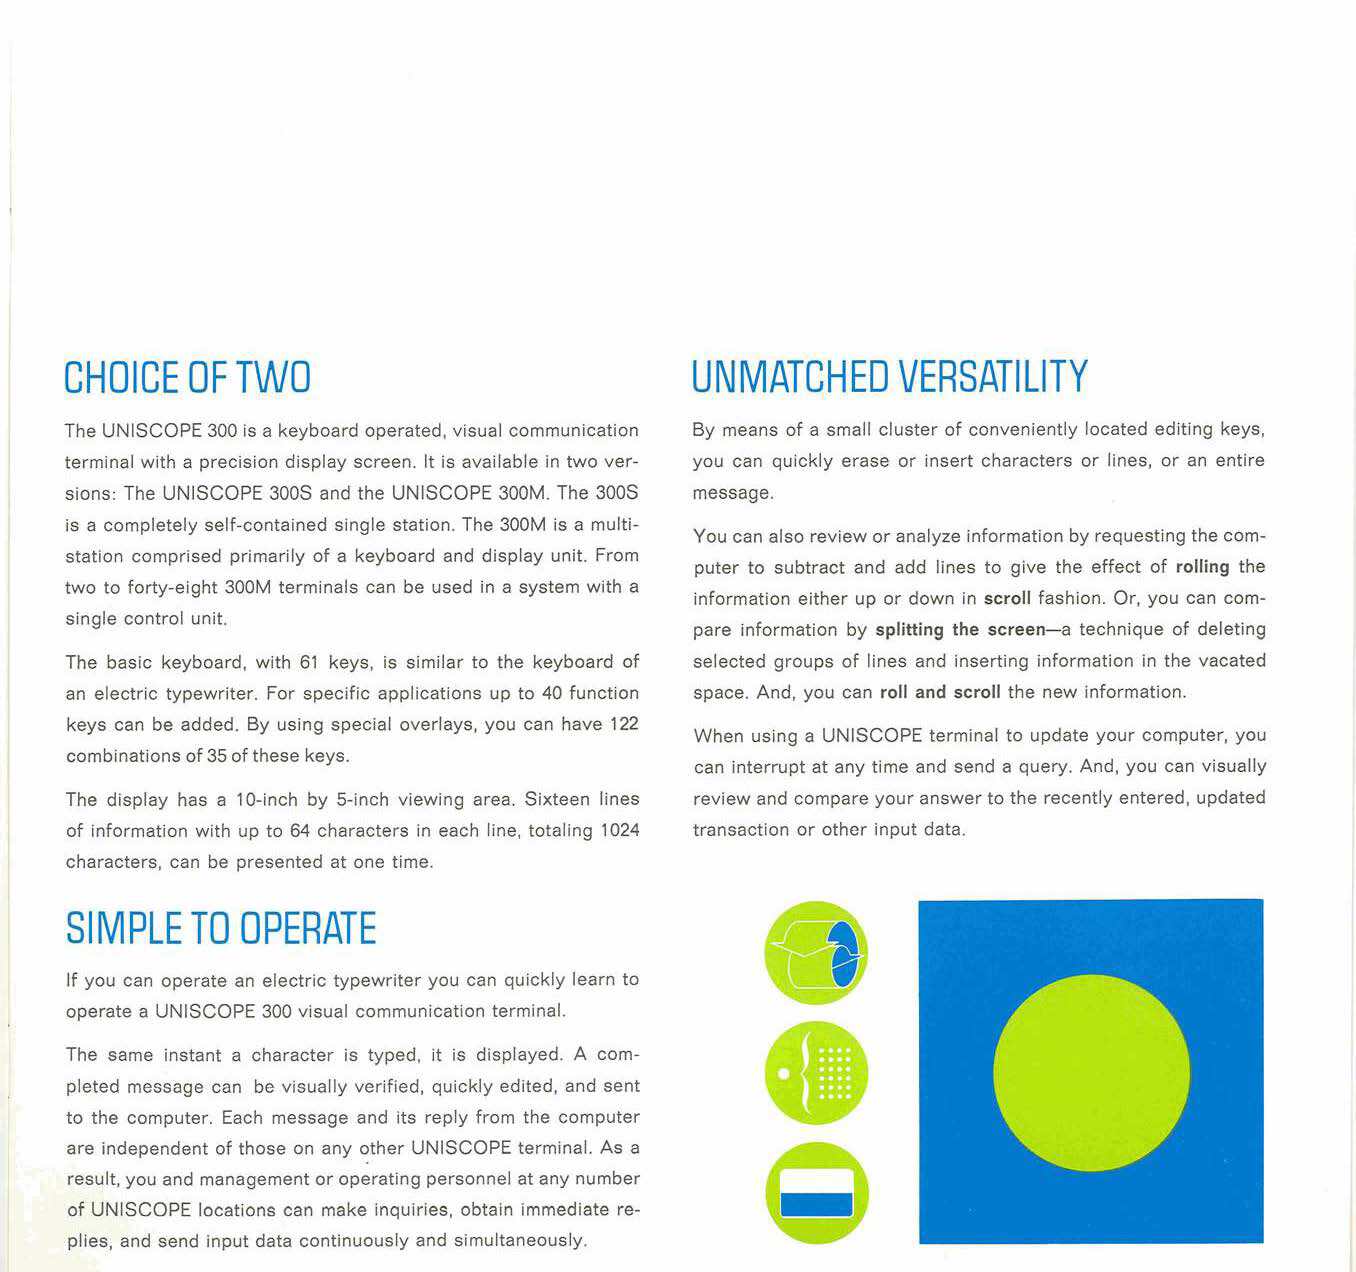 CHOICE OF TWO
The UNISCOPE 300 is a keyboard operated, visual communication
terminal with a precision display screen. It is available in two ver-
sions: The UNISCOPE 300S and the UNISCOPE 300M. The 300S
is a completely self-contained single station. The 300M is a multi-
station comprised primarily of a keyboard and display unit. From
two to forty-eight 300M terminals can be used in a system with a
single control unit.
The basic keyboard, with 61 keys, is similar to the keyboard of
an electric typewriter. For specific applications up to 40 function
keys can be added. By using special overlays, you can have 122
combinations of 35 of these keys.
The display has a 10-inch by 5-inch viewing area. Sixteen lines
of information with up to 64 characters in each line, totaling 1024
characters, can be presented at one time.
SIMPLE TO OPERATE
If you can operate an electric typewriter you can quickly learn to
operate a UNISCOPE 300 visual communication terminal.
The same instant a character is typed, it is displayed. A com-
pleted message can be visually verified, quickly edited, and sent
to the computer. Each message and its reply from the computer
are independent of those on any other UNISCOPE terminal. As a
result, you and management or operating personnel at any number
of UNISCOPE locations can make inquiries, obtain immediate re-
plies, and send input data continuously and simultaneously.
UNMATCHED VERSATILITY
By means of a small cluster of conveniently located editing keys,
you can quickly erase or insert characters or lines, or an entire
message.
You can also review or analyze information by requesting the com-
puter to subtract and add lines to give the effect of rolling the
information either up or down in scroll fashion. Or, you can com-
pare information by splitting the screen—a technique of deleting
selected groups of lines and inserting information in the vacated
space. And, you can roll and scroll the new information.
When using a UNISCOPE terminal to update your computer, you
can interrupt at any time and send a query. And, you can visually
review and compare your answer to the recently entered, updated
transaction or other input data.